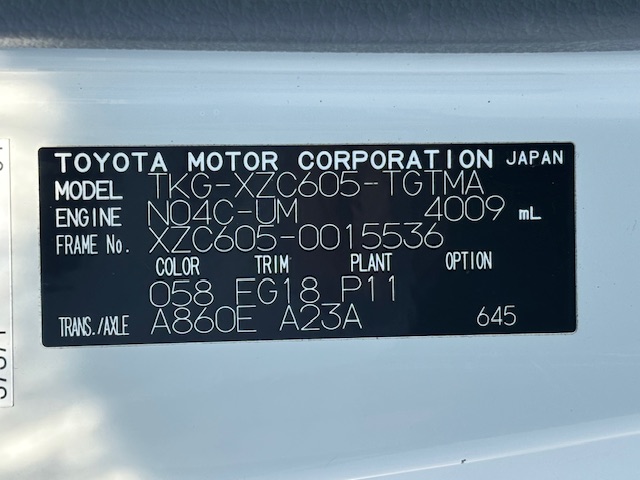 TOYOTA MOTOR CORPORATION JAPAN
MODEL TKG-XZC605-TGTMA
ENGINE N04C-UM 4009 mL
FRAME No. XZC605-0015536
COLOR TRIM PLANT OPTION
058 EG18 P11
TRANS./AXLE A860E A23A 645